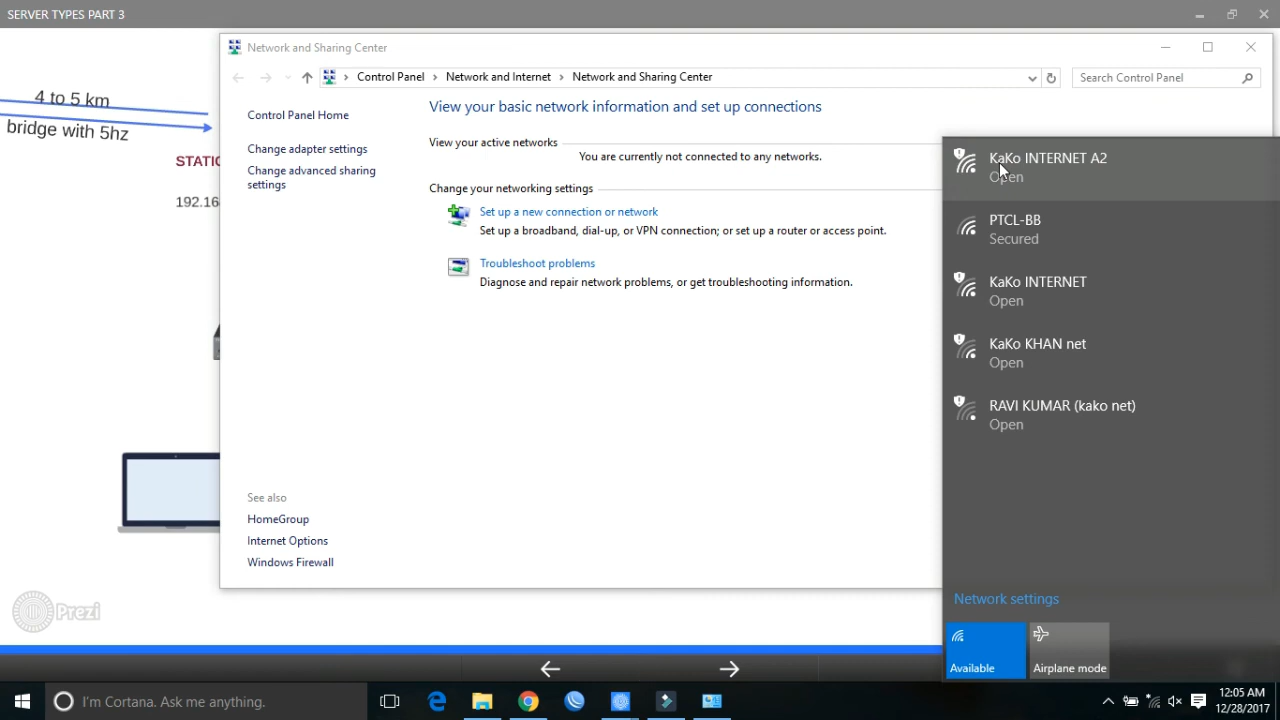 SERVER TYPES PART 3
4 to 5 km
bridge with 5hz
STATIC
192.168
Prezi
Network and Sharing Center
Control Panel > Network and Internet > Network and Sharing Center
Search Control Panel
Control Panel Home
Change adapter settings
Change advanced sharing
settings
See also
HomeGroup
Internet Options
Windows Firewall
View your basic network information and set up connections
View your active networks
You are currently not connected to any networks.
Change your networking settings
Set up a new connection or network
Set up a broadband, dial-up, or VPN connection; or set up a router or access point.
Troubleshoot problems
Diagnose and repair network problems, or get troubleshooting information.
KaKo INTERNET A2
Open
PTCL-BB
Secured
KaKo INTERNET
Open
KaKo KHAN net
Open
RAVI KUMAR (kako net)
Open
Network settings
Available
Airplane mode
I'm Cortana. Ask me anything.
12:05 AM
12/28/2017